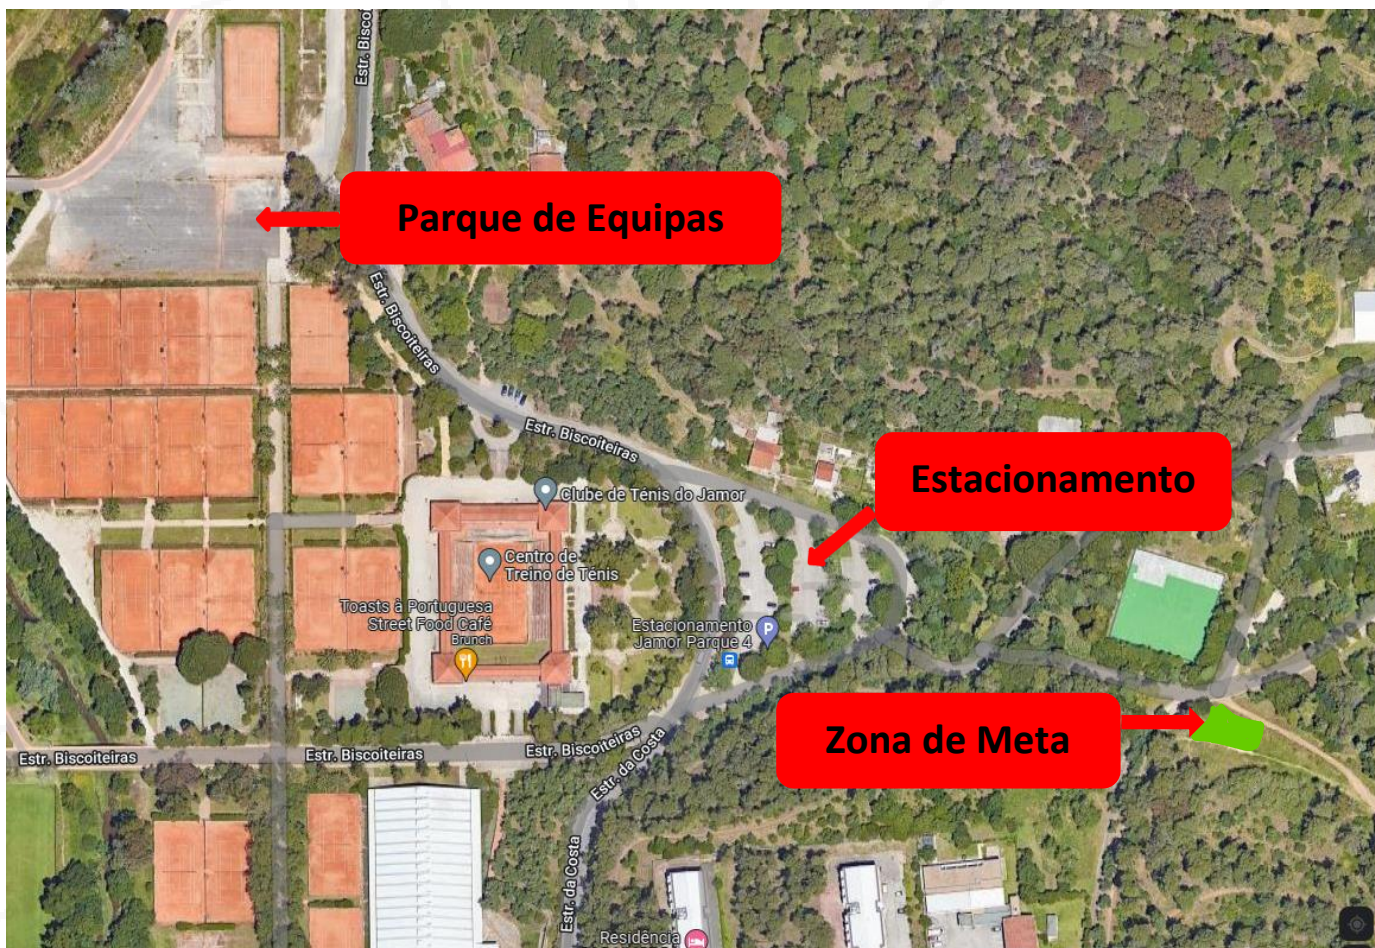 Estr. Bisco
Parque de Equipas
Estr. Biscoiteiras
Estr. Biscoiteiras
Estacionamento
Clube de Ténis do Jamor
Centro de
Treino de Ténis
Toasts à Portuguesa
Street Food Café
Brunch
Estacionamento
Jamor Parque 4
P
Zona de Meta
Estr. Biscoiteiras
Estr. Biscoiteiras
Estr. Biscoiteiras
Estr. da Costa
Estr. da Costa
Residência